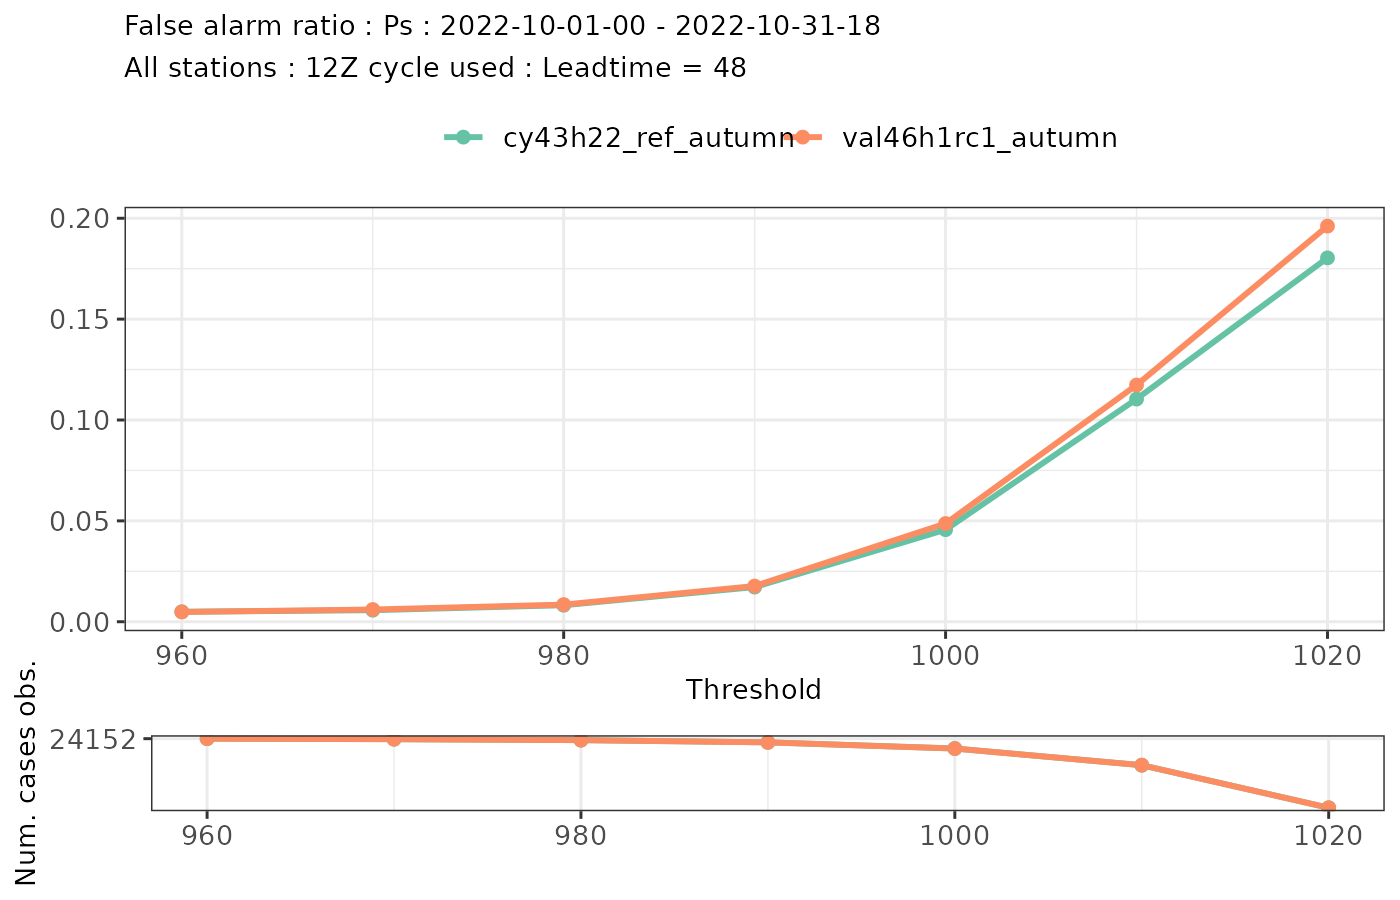 False alarm ratio : Ps : 2022-10-01-00 - 2022-10-31-18
All stations : 12Z cycle used : Leadtime = 48
cy43h22_ref_autumn val46h1rc1_autumn
0.20
0.15
0.10
0.05
0.00
960 980 1000 1020
Threshold
Num. cases obs.
24152
960 980 1000 1020